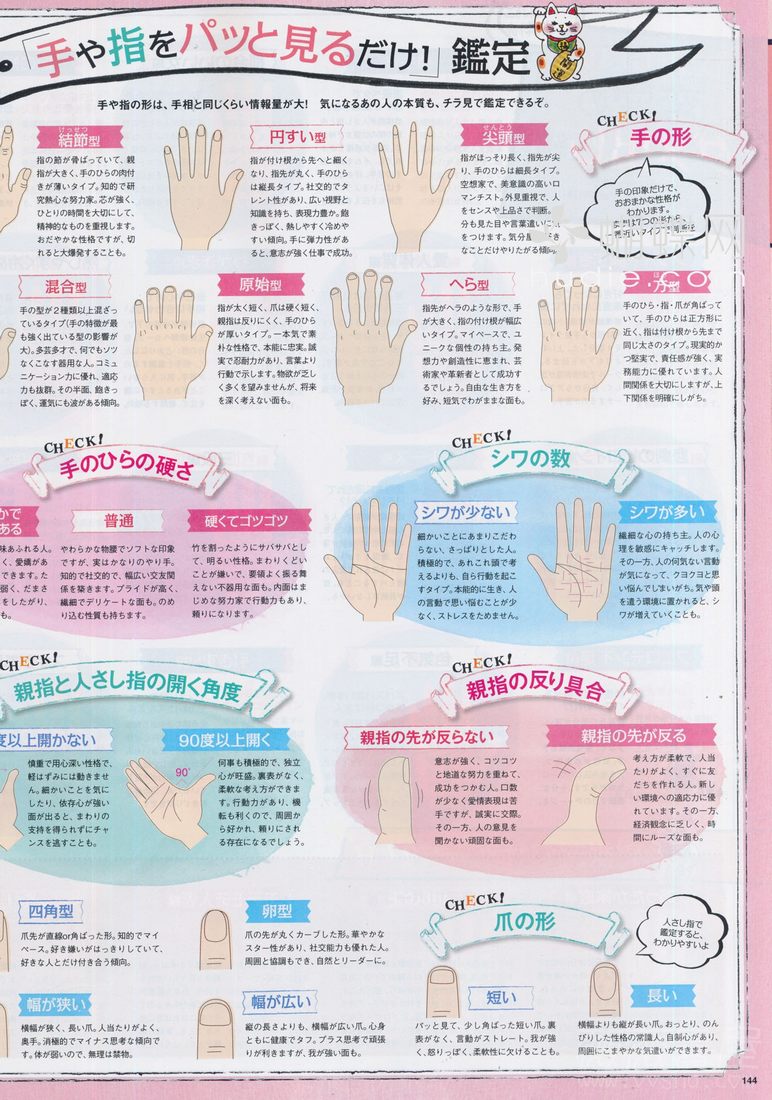 「手や指をパッと見るだけ!」鑑定
手や指の形は、手相と同じくらい情報量が大! 気になるあの人の本質も、チラ見で鑑定できるぞ。
CHECK!
手の形
手の印象だけで、
おおまかな性格が
わかります。
尖頭型
せんとう
指がほっそり長く、指先が尖
り、手のひらは細長タイプ。
空想家で、美意識の高いロ
マンチスト。外見重視で、人
をセンスや上品さで判断。
分も見た目や言葉遣いに
をつけます。気分
なことだけやりたがる傾向。
円すい型
指が付け根から先へと細く
なり、指先が丸く、手のひら
は縦長タイプ。社交的でタ
レント性があり、広い視野と
知識を持ち、表現力豊か。飽
きっぽく、熱しやすく冷めや
すい傾向。手に弾力性があ
ると、意志が強く仕事で成功。
結節型
けっせつ
指の節が骨ばっていて、親
指が大きく、手のひらの肉付
きが薄いタイプ。知的で研
究熱心な努力家。芯が強く、
ひとりの時間を大切にして、
精神的なものを重視します。
おだやかな性格ですが、切
れると大爆発することも。
方型
手のひら・指・爪が角ばって
いて、手のひらは正方形に
近く、指は付け根から先まで
同じ太さのタイプ。現実的か
つ堅実で、責任感が強く、実
務能力に優れています。人
間関係を大切にしますが、上
下関係を明確にしがち。
へら型
指先がヘラのような形で、手
が大きく、指の付け根が幅広
いタイプ。マイペースで、ユ
ニークな個性の持ち主。発
想力や創造性に恵まれ、芸
術家や革新者として成功す
るでしょう。自由な生き方を
好み、短気でわがままな面も。
原始型
指が太く短く、爪は硬く短く、
親指は反りにくく、手のひら
が厚いタイプ。一本気で素
朴な性格で、本能に忠実。誠
実で忍耐力があり、言葉より
行動で示します。物欲が乏
しく多くを望みませんが、将来
を深く考えない面も。
混合型
手の型が2種類以上混ざっ
ているタイプ(手の特徴が最
も強く出ている型の影響が
大)。多芸多才で、何でもソツ
なくこなす器用な人。コミュ
ニケーション力に優れ、適応
力も抜群。その半面、飽きっ
ぽく、運気にも波がある傾向。
CHECK!
シワの数
シワが多い
繊細な心の持ち主。人の心
理を敏感にキャッチします。
その一方、人の何気ない言動
が気になって、クヨクヨと思
い悩んでしまいがち。気や頭
を遣う環境に置かれると、シ
ワが増えていくことも。
シワが少ない
細かいことにあまりこだわ
らない、さっぱりとした人。
積極的で、あれこれ頭で考
えるよりも、自ら行動を起こ
すタイプ。本能的に生き、人
の言動で思い悩むことが少
なく、ストレスをためません。
CHECK!
手のひらの硬さ
硬くてゴツゴツ
竹を割ったようにサバサバとし
て、明るい性格。まわりくどい
ことが嫌いで、要領よく振る舞
えない不器用な面も。内面はま
じめな努力家で行動力もあり、
頼りになります。
普通
やわらかな物腰でソフトな印象
ですが、実はかなりのやり手。
知的で社交的で、幅広い交友関
係を築きます。プライドが高く、
繊細でデリケートな面も。のめ
り込む性質も持ちます。
かで
ある
味あふれる人。
く、愛嬌があ
できます。た
弱く、だまさ
をしたがり、
も。
CHECK!
親指の反り具合
親指の先が反る
考え方が柔軟で、人当
たりがよく、すぐに友
だちを作れる人。新し
い環境への適応力に優
れています。その一方、
経済観念に乏しく、時
間にルーズな面も。
親指の先が反らない
意志が強く、コツコツ
と地道な努力を重ねて、
成功をつかむ人。口数
が少なく愛情表現は苦
手ですが、誠実に交際。
その一方、人の意見を
聞かない頑固な面も。
CHECK!
親指と人さし指の開く角度
90度以上開く
90°
何事も積極的で、独立
心が旺盛。裏表がなく、
柔軟な考え方ができま
す。行動力があり、機
転も利くので、周囲か
ら好かれ、頼りにされ
る存在になるでしょう。
度以上開かない
慎重で用心深い性格で、
軽はずみには動きませ
ん。細かいことを気に
したり、依存心が強い
面が出ると、まわりの
支持を得られずにチャ
ンスを逃すことも。
CHECK!
爪の形
人さし指で
鑑定すると、
わかりやすいよ
長い
横幅よりも縦が長い爪。おっとり、のん
びりした性格の常識人。自制心があり、
周囲にこまやかな気遣いができます。
短い
パッと見て、少し角ばった短い爪。裏
表がなく、言動がストレート。我が強
く、怒りっぽく、柔軟性に欠けることも。
卵型
爪の先が丸くカーブした形。華やかな
スター性があり、社交能力も優れた人。
周囲と協調もでき、自然とリーダーに。
四角型
爪先が直線or角ばった形。知的でマイ
ペース。好き嫌いがはっきりしていて、
好きな人とだけ付き合う傾向。
幅が広い
縦の長さよりも、横幅が広い爪。心身
ともに健康でタフ。プラス思考で頑張
りが利きますが、我が強い面も。
幅が狭い
横幅が狭く、長い爪。人当たりがよく、
奥手。消極的でマイナス思考な傾向で
す。体が弱いので、無理は禁物。
144